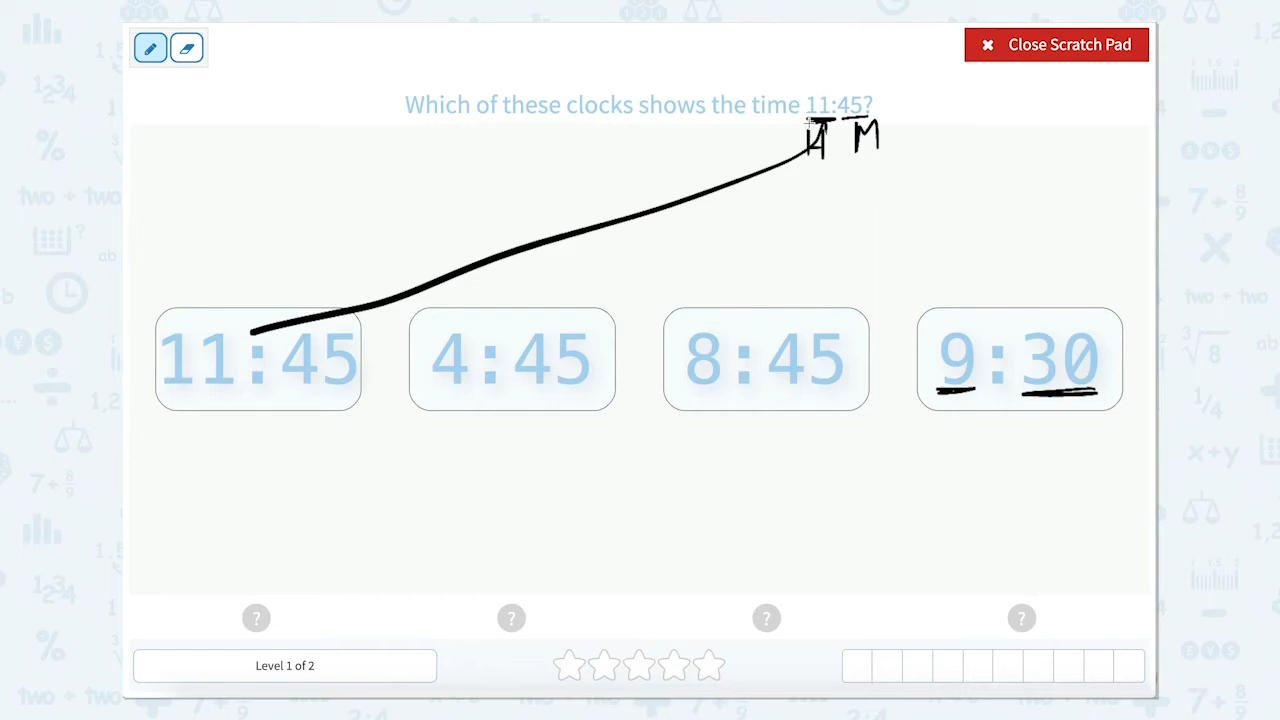 Close Scratch Pad
Which of these clocks shows the time 11:45?
H M
11:45
4:45
8:45
9:30
? ? ? ?
Level 1 of 2